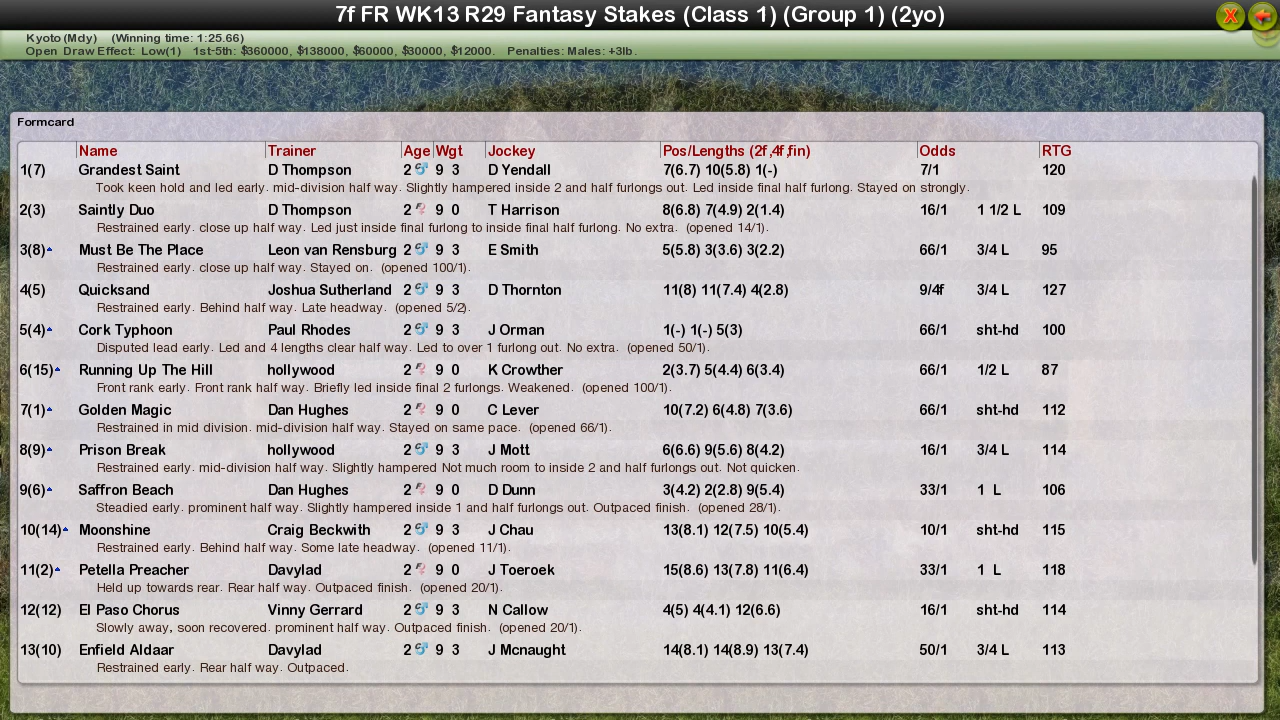 7f FR WK13 R29 Fantasy Stakes (Class 1) (Group 1) (2yo)
Kyoto (Mdy) (Winning time: 1:25.66)
Open Draw Effect: Low(1) 1st-5th: $360000, $138000, $60000, $30000, $12000. Penalties: Males: +3lb.
Formcard
Name Trainer Age Wgt Jockey Pos/Lengths (2f,4f,fin) Odds RTG
1(7) Grandest Saint D Thompson 2 9 3 D Yendall 7(6.7) 10(5.8) 1(-) 7/1 120
Took keen hold and led early. mid-division half way. Slightly hampered inside 2 and half furlongs out. Led inside final half furlong. Stayed on strongly.
2(3) Saintly Duo D Thompson 2 9 0 T Harrison 8(6.8) 7(4.9) 2(1.4) 16/1 1 1/2 L 109
Restrained early. close up half way. Led just inside final furlong to inside final half furlong. No extra. (opened 14/1).
3(8) Must Be The Place Leon van Rensburg 2 9 3 E Smith 5(5.8) 3(3.6) 3(2.2) 66/1 3/4 L 95
Restrained early. close up half way. Stayed on. (opened 100/1).
4(5) Quicksand Joshua Sutherland 2 9 3 D Thornton 11(8) 11(7.4) 4(2.8) 9/4f 3/4 L 127
Restrained early. Behind half way. Late headway. (opened 5/2).
5(4) Cork Typhoon Paul Rhodes 2 9 3 J Orman 1(-) 1(-) 5(3) 66/1 sht-hd 100
Disputed lead early. Led and 4 lengths clear half way. Led to over 1 furlong out. No extra. (opened 50/1).
6(15) Running Up The Hill hollywood 2 9 0 K Crowther 2(3.7) 5(4.4) 6(3.4) 66/1 1/2 L 87
Front rank early. Front rank half way. Briefly led inside final 2 furlongs. Weakened. (opened 100/1).
7(1) Golden Magic Dan Hughes 2 9 0 C Lever 10(7.2) 6(4.8) 7(3.6) 66/1 sht-hd 112
Restrained in mid division. mid-division half way. Stayed on same pace. (opened 66/1).
8(9) Prison Break hollywood 2 9 3 J Mott 6(6.6) 9(5.6) 8(4.2) 16/1 3/4 L 114
Restrained early. mid-division half way. Slightly hampered Not much room to inside 2 and half furlongs out. Not quicken.
9(6) Saffron Beach Dan Hughes 2 9 0 D Dunn 3(4.2) 2(2.8) 9(5.4) 33/1 1 L 106
Steadied early. prominent half way. Slightly hampered inside 1 and half furlongs out. Outpaced finish. (opened 28/1).
10(14) Moonshine Craig Beckwith 2 9 3 J Chau 13(8.1) 12(7.5) 10(5.4) 10/1 sht-hd 115
Restrained early. Behind half way. Some late headway. (opened 11/1).
11(2) Petella Preacher Davylad 2 9 0 J Toeroek 15(8.6) 13(7.8) 11(6.4) 33/1 1 L 118
Held up towards rear. Rear half way. Outpaced finish. (opened 20/1).
12(12) El Paso Chorus Vinny Gerrard 2 9 3 N Callow 4(5) 4(4.1) 12(6.6) 16/1 sht-hd 114
Slowly away, soon recovered. prominent half way. Outpaced finish. (opened 20/1).
13(10) Enfield Aldaar Davylad 2 9 3 J Mcnaught 14(8.1) 14(8.9) 13(7.4) 50/1 3/4 L 113
Restrained early. Rear half way. Outpaced.